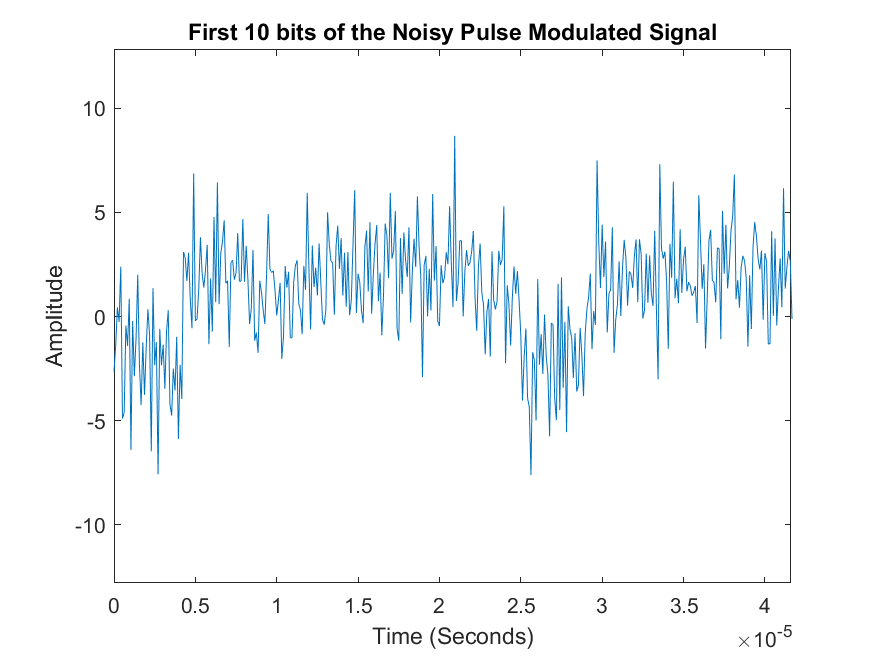 First 10 bits of the Noisy Pulse Modulated Signal
10
5
0
-5
-10
Amplitude
0 0.5 1 1.5 2 2.5 3 3.5 4
Time (Seconds)
×10-5